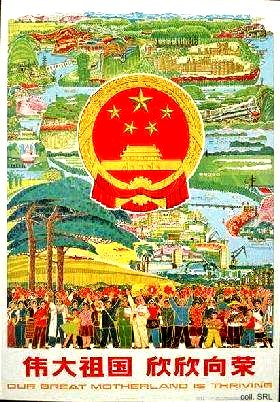 伟大祖国 欣欣向荣
OUR GREAT MOTHERLAND IS THRIVING
coll. SRL